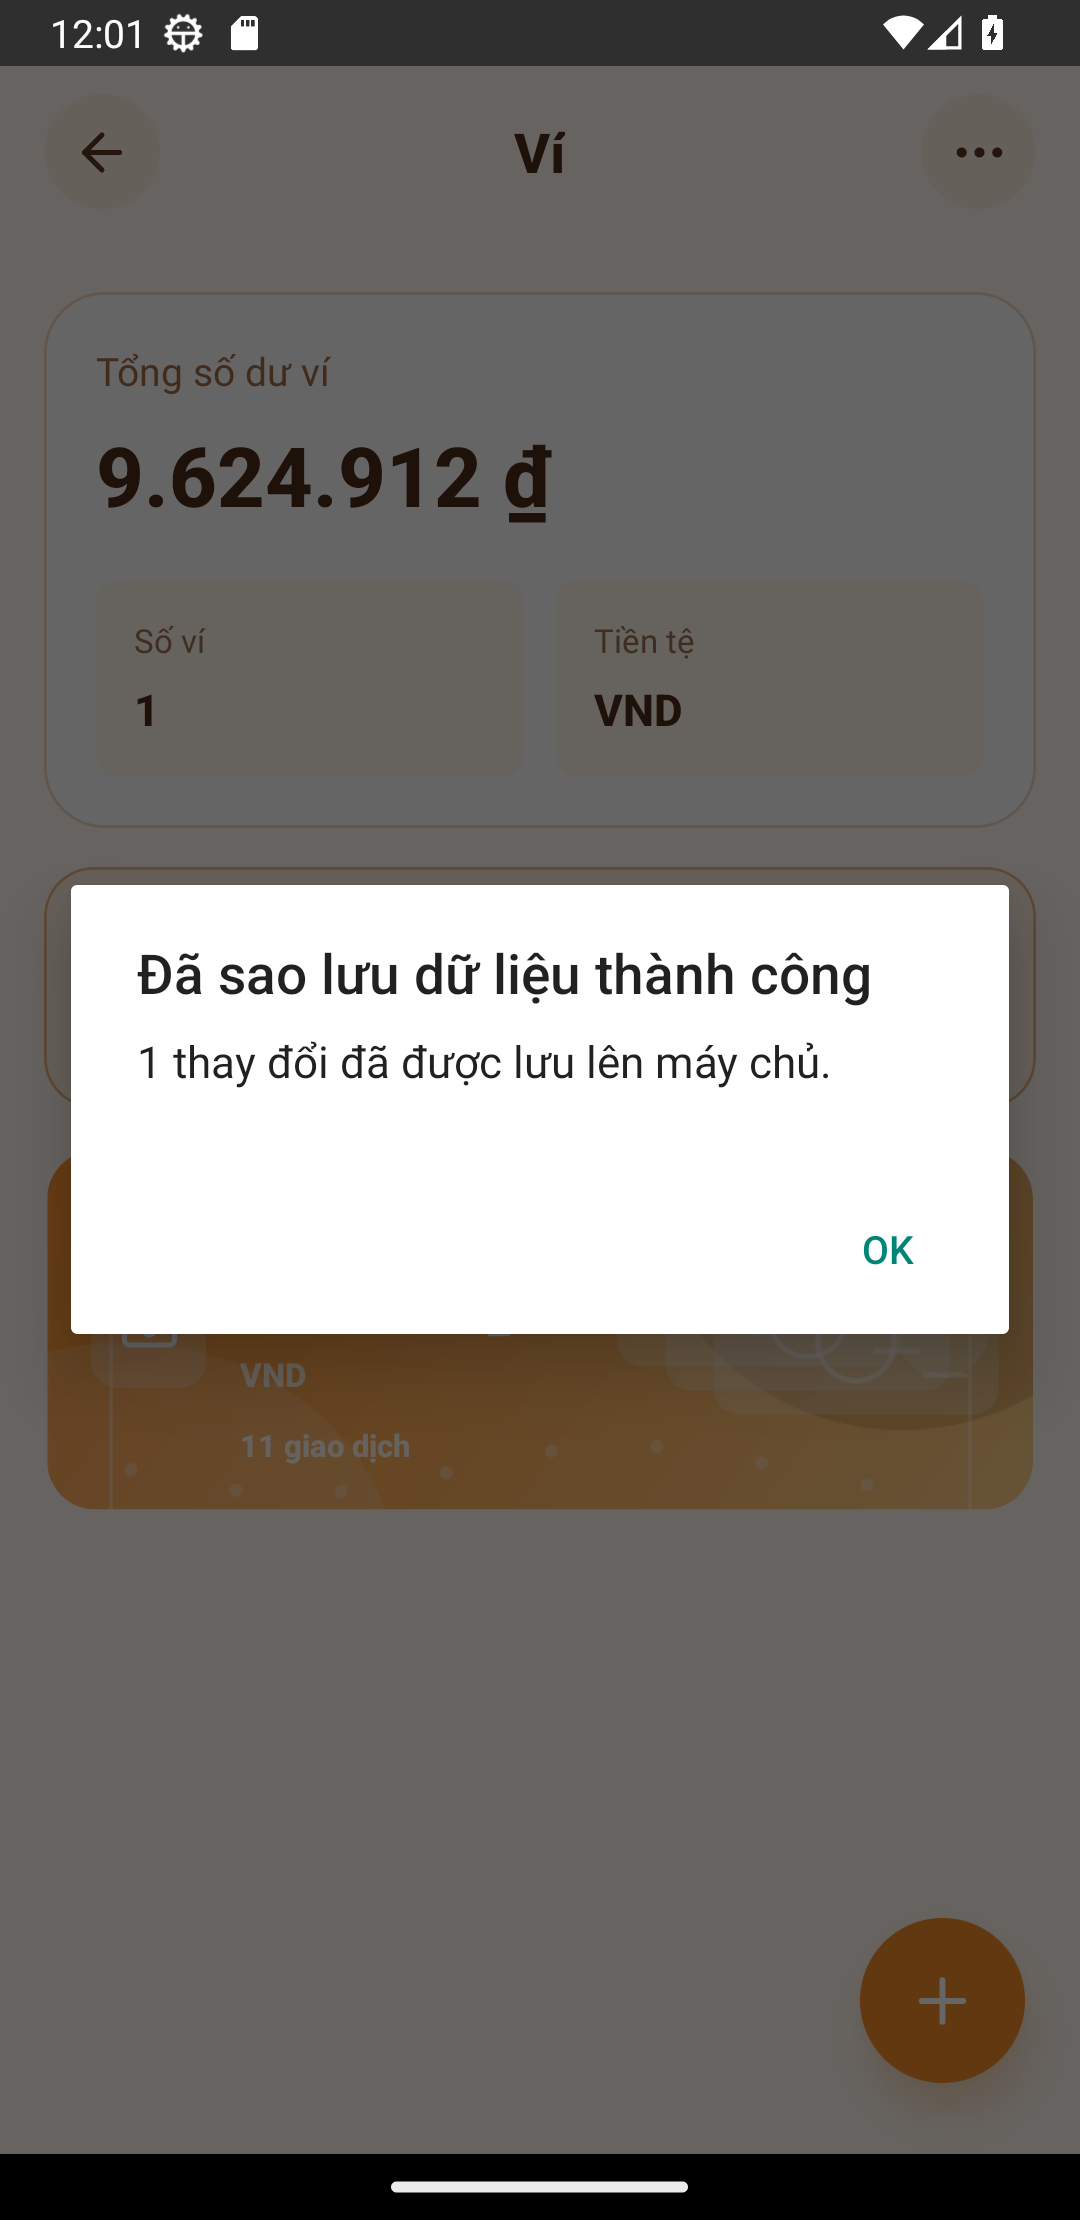 12:01
Ví
Tổng số dư ví
9.624.912 ₫
Số ví
Tiền tệ
1
VND
Đã sao lưu dữ liệu thành công
1 thay đổi đã được lưu lên máy chủ.
OK
VND
11 giao dịch